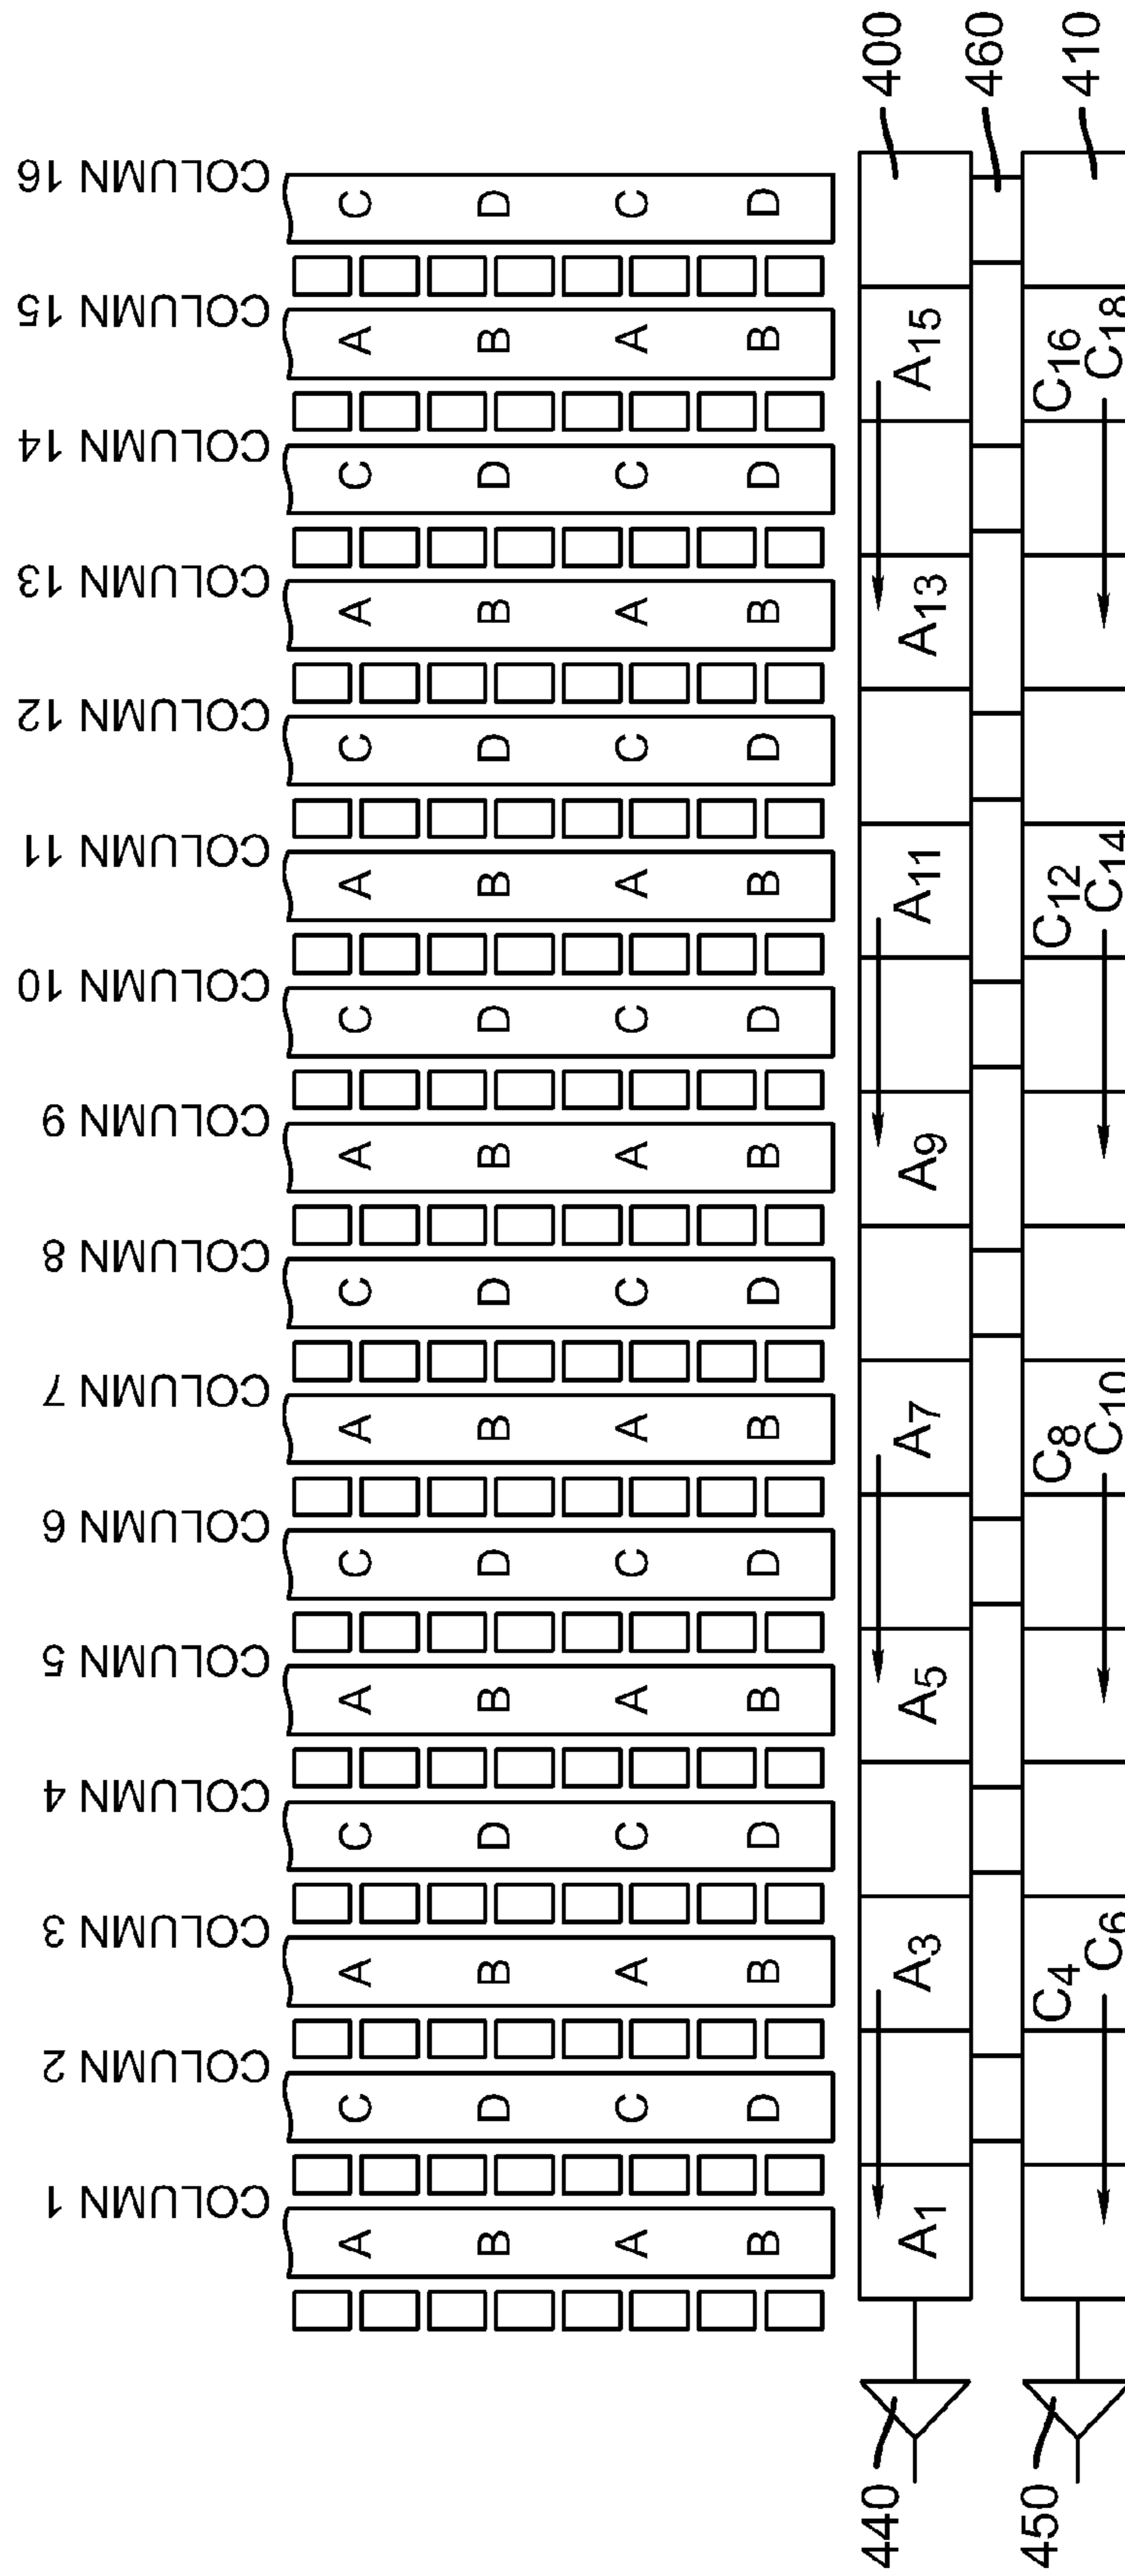 COLUMN 1 COLUMN 2 COLUMN 3 COLUMN 4 COLUMN 5 COLUMN 6 COLUMN 7 COLUMN 8 COLUMN 9 COLUMN 10 COLUMN 11 COLUMN 12 COLUMN 13 COLUMN 14 COLUMN 15 COLUMN 16
A C A C A C A C A C A C A C A C
B D B D B D B D B D B D B D B D
A C A C A C A C A C A C A C A C
B D B D B D B D B D B D B D B D
440 A1 A3 A5 A7 A9 A11 A13 A15 400
460
450 C4 C8 C12 C16 410
C6 C10 C14 C18